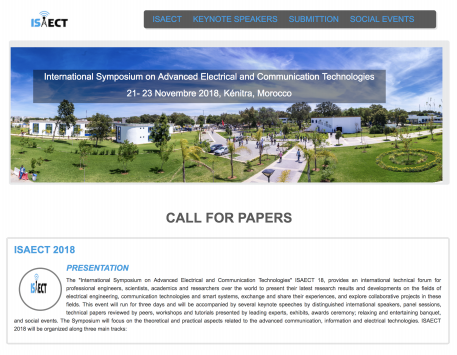 ISAECT
ISAECT KEYNOTE SPEAKERS SUBMITTION SOCIAL EVENTS
International Symposium on Advanced Electrical and Communication Technologies
21- 23 Novembre 2018, Kénitra, Morocco
CALL FOR PAPERS
ISAECT 2018
PRESENTATION
ISAECT
The "International Symposium on Advanced Electrical and Communication Technologies" ISAECT 18, provides an international technical forum for
professional engineers, scientists, academics and researchers over the world to present their latest research results and developments on the fields of
electrical engineering, communication technologies and smart systems, exchange and share their experiences, and explore collaborative projects in these
fields. This event will run for three days and will be accompanied by several keynote speeches by distinguished international speakers, panel sessions,
technical papers reviewed by peers, workshops and tutorials presented by leading experts, exhibits, awards ceremony; relaxing and entertaining banquet,
and social events. The Symposium will focus on the theoretical and practical aspects related to the advanced communication, information and electrical technologies. ISAECT
2018 will be organized along three main tracks: